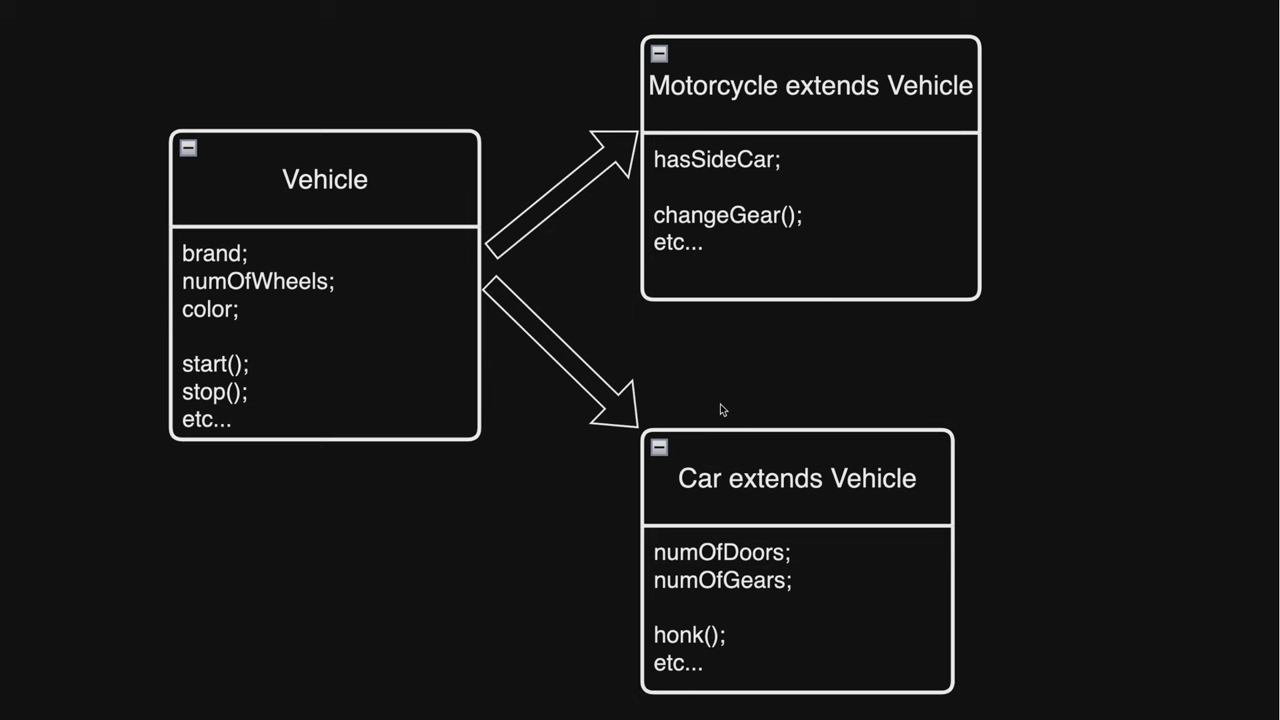 Vehicle
brand;
numOfWheels;
color;
start();
stop();
etc...
Motorcycle extends Vehicle
hasSideCar;
changeGear();
etc...
Car extends Vehicle
numOfDoors;
numOfGears;
honk();
etc...